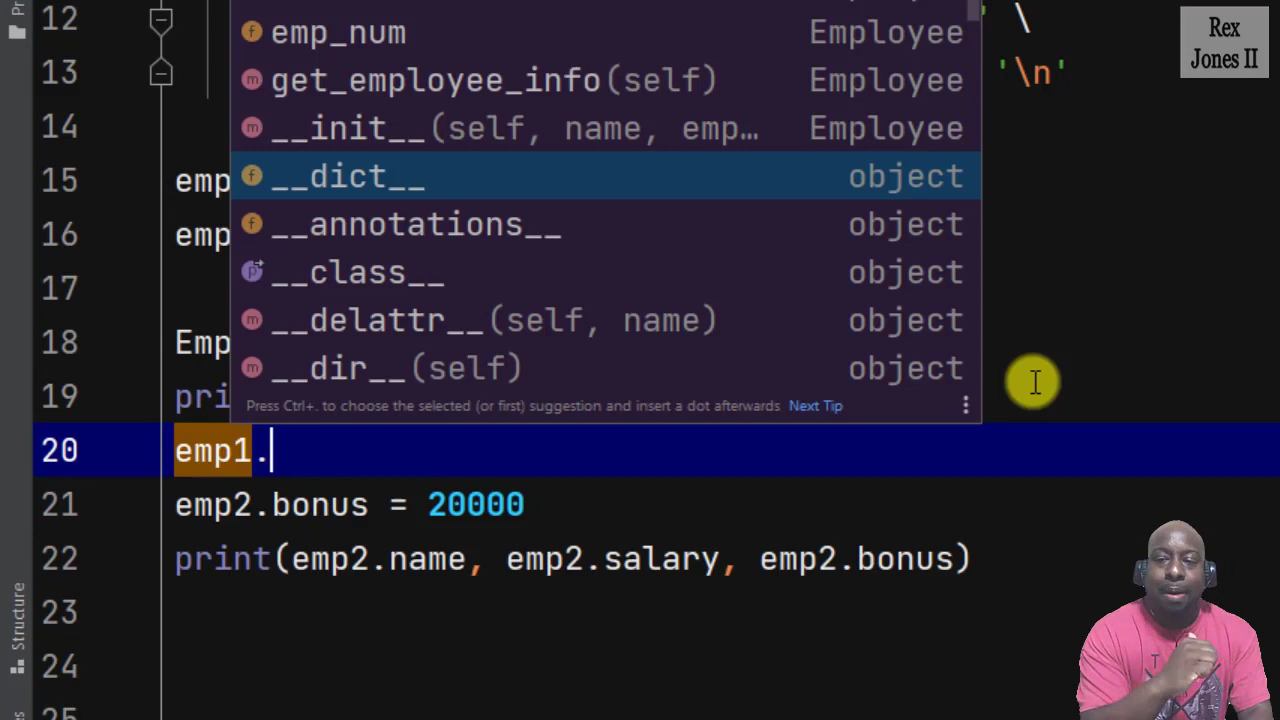 Pr
12
' \
Rex
Jones II
emp_num Employee
13
get_employee_info(self) Employee
'\n'
14
__init__(self, name, emp… Employee
15 emp
__dict__ object
16 emp
__annotations__ object
17
__class__ object
18 Emp
__delattr__(self, name) object
19 pri
__dir__(self) object
Press Ctrl+. to choose the selected (or first) suggestion and insert a dot afterwards Next Tip
20 emp1.
21 emp2.bonus = 20000
22 print(emp2.name, emp2.salary, emp2.bonus)
23
Structure
24
25